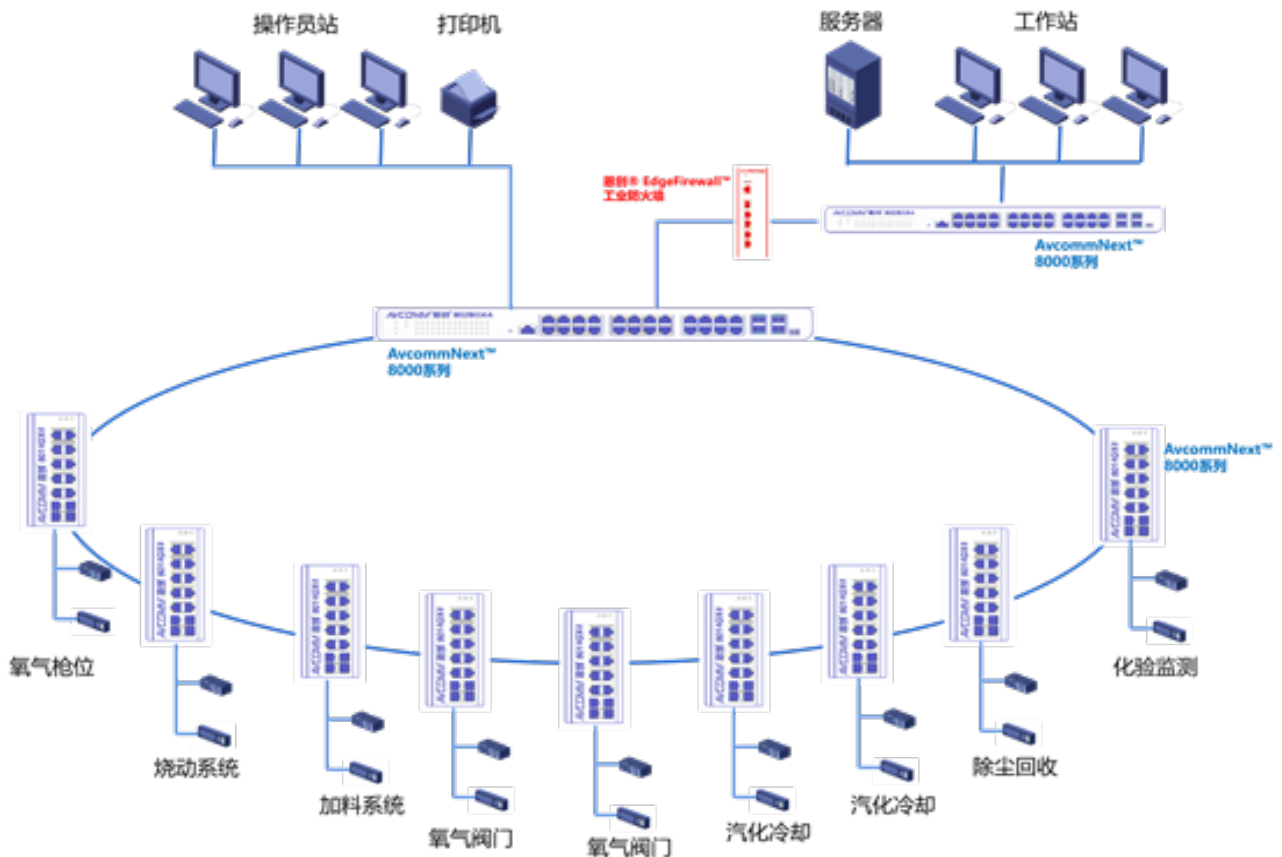 操作员站
打印机
服务器
工作站
EdgeFirewall™
工业防火墙
AvcommNext™
8000系列
AVCOMM
AvcommNext™
8000系列
AvcommNext™
8000系列
氧气枪位
烧动系统
加料系统
氧气阀门
氧气阀门
汽化冷却
汽化冷却
除尘回收
化验监测